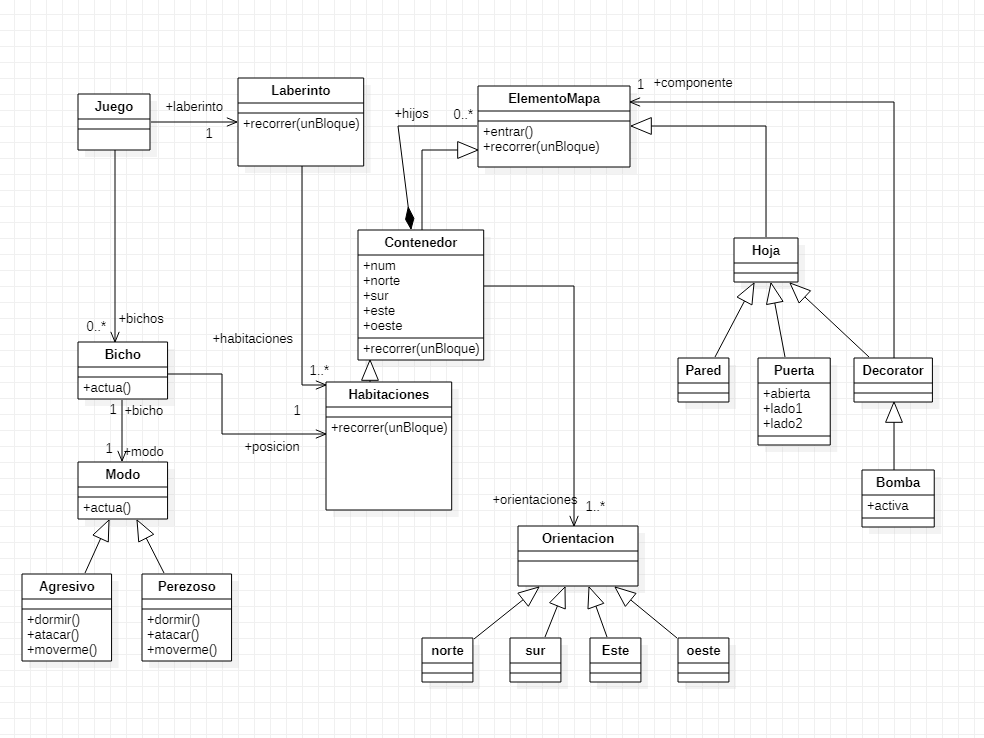 Juego
+laberinto
1
Laberinto
+recorrer(unBloque)
+hijos
0..*
ElementoMapa
+entrar()
+recorrer(unBloque)
1
+componente
Contenedor
+num
+norte
+sur
+este
+oeste
+recorrer(unBloque)
Hoja
+bichos
0..*
Bicho
+actua()
+habitaciones
1..*
1
+posicion
Habitaciones
+recorrer(unBloque)
Pared
Puerta
+abierta
+lado1
+lado2
Decorator
Bomba
+activa
1
+bicho
1
+modo
Modo
+actua()
+orientaciones
1..*
Orientacion
Agresivo
+dormir()
+atacar()
+moverme()
Perezoso
+dormir()
+atacar()
+moverme()
norte
sur
Este
oeste